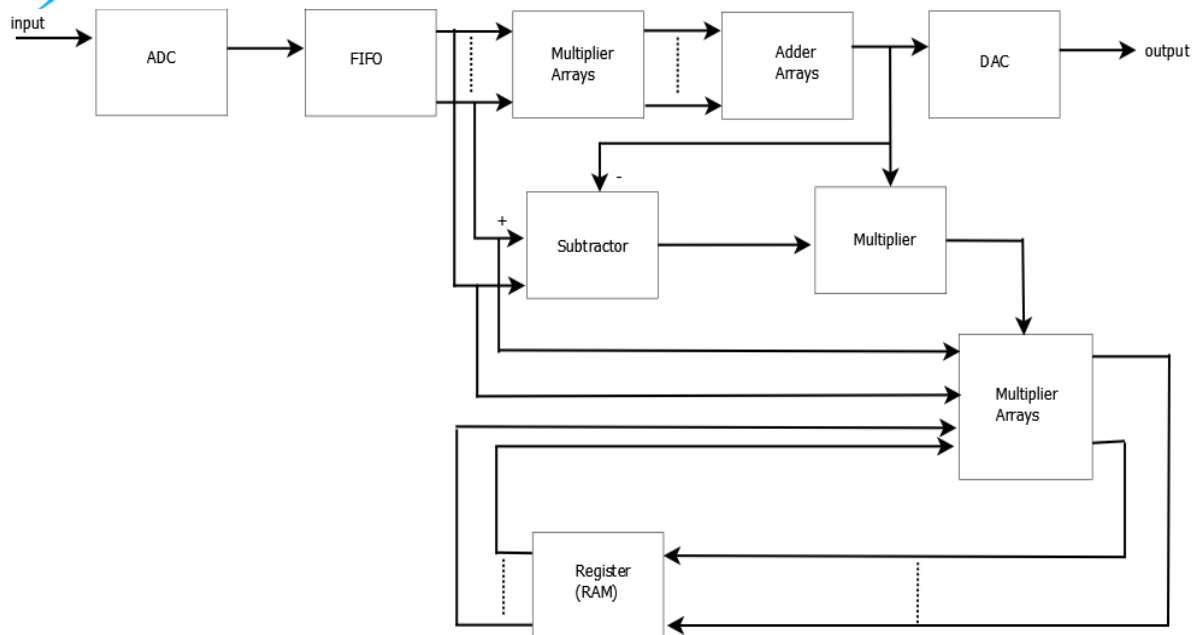 input
ADC
FIFO
Multiplier
Arrays
Adder
Arrays
DAC
output
-
+
Subtractor
Multiplier
Multiplier
Arrays
Register
(RAM)